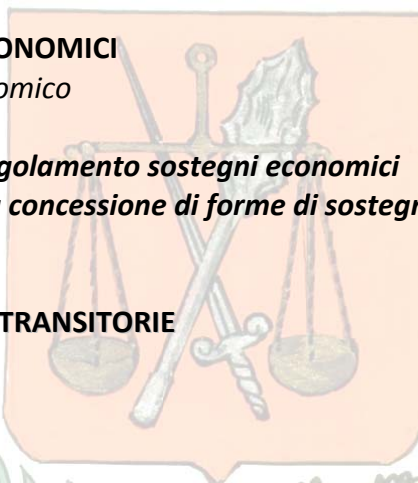 ONOMICI
omico
golamento sostegni economici
concessione di forme di sostegn
TRANSITORIE